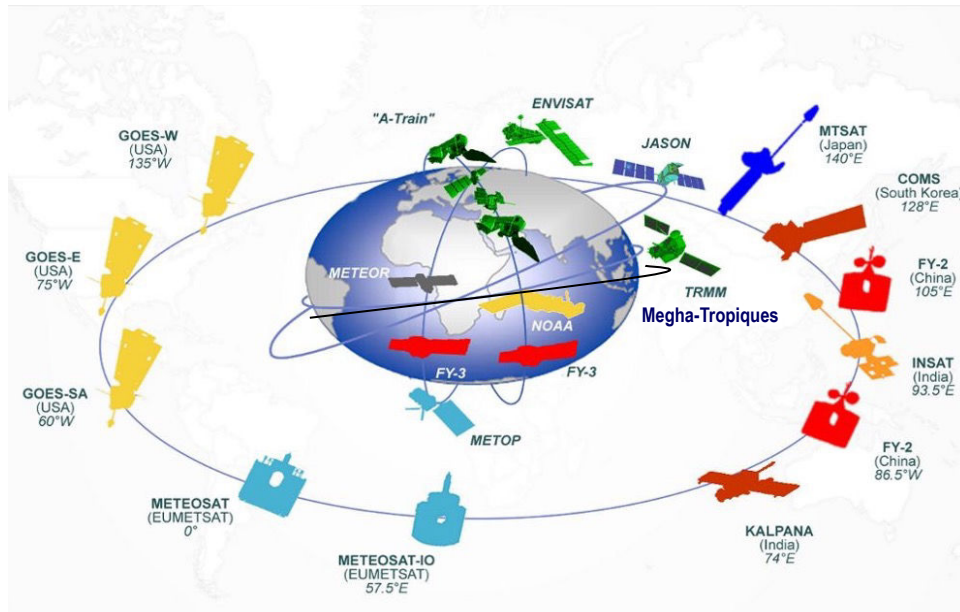 "A-Train"
ENVISAT
GOES-W
(USA)
135°W
JASON
MTSAT
(Japan)
140°E
COMS
(South Korea)
128°E
GOES-E
(USA)
75°W
METEOR
FY-2
(China)
105°E
TRMM
Megha-Tropiques
NOAA
INSAT
(India)
93.5°E
FY-3
FY-3
GOES-SA
(USA)
60°W
METOP
FY-2
(China)
86.5°W
METEOSAT
(EUMETSAT)
0°
KALPANA
(India)
74°E
METEOSAT-IO
(EUMETSAT)
57.5°E